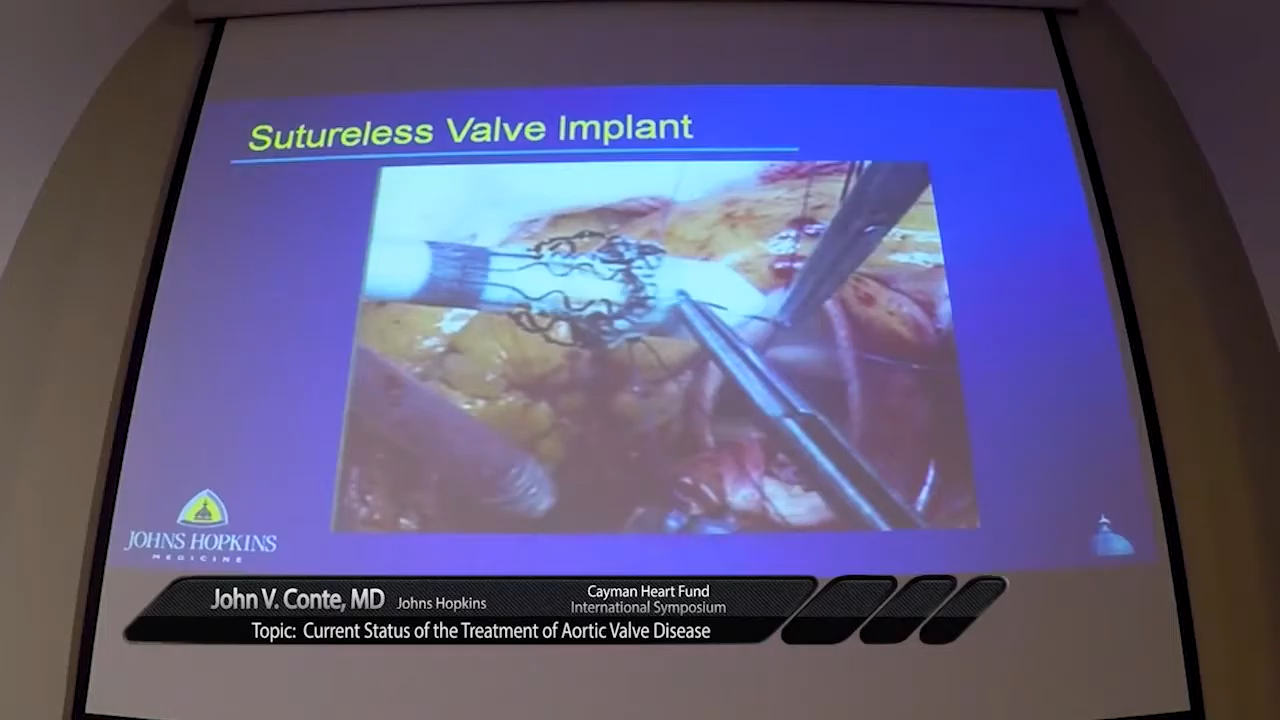 Sutureless Valve Implant
JOHNS HOPKINS
MEDICINE
John V. Conte, MD Johns Hopkins
Cayman Heart Fund
International Symposium
Topic: Current Status of the Treatment of Aortic Valve Disease